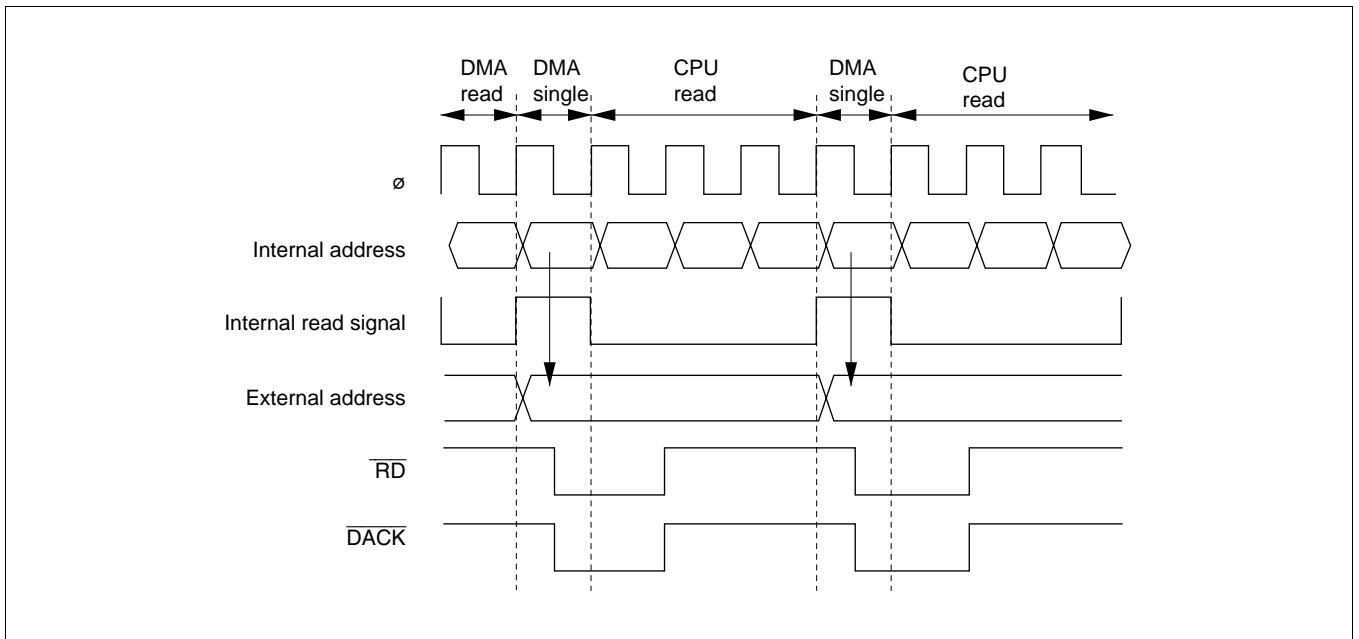 DMA read
DMA single
CPU read
DMA single
CPU read
ø
Internal address
Internal read signal
External address
RD
DACK